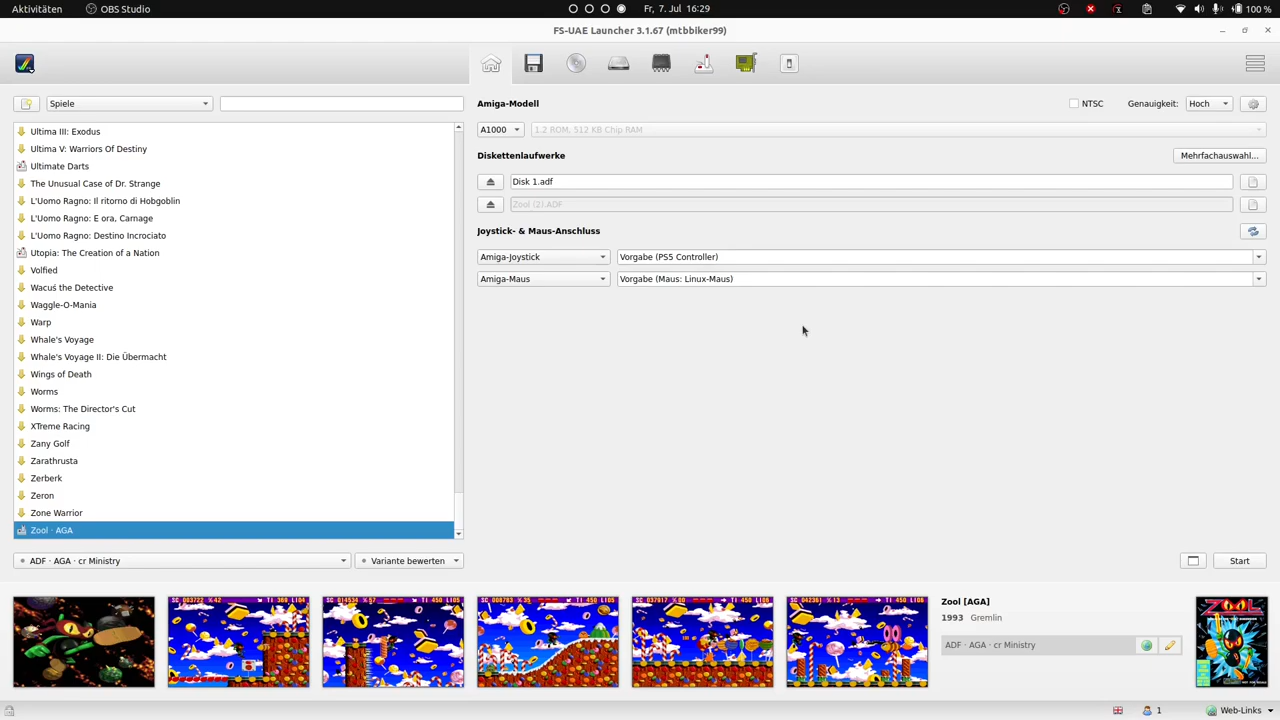 Aktivitäten
OBS Studio
Fr, 7. Jul 16:29
100 %
FS-UAE Launcher 3.1.67 (mtbbiker99)
Spiele
Amiga-Modell
NTSC
Genauigkeit:
Hoch
A1000
1.2 ROM, 512 KB Chip RAM
Diskettenlaufwerke
Mehrfachauswahl...
Disk 1.adf
Zool (2).ADF
Joystick- & Maus-Anschluss
Amiga-Joystick
Vorgabe (PS5 Controller)
Amiga-Maus
Vorgabe (Maus: Linux-Maus)
Ultima III: Exodus
Ultima V: Warriors Of Destiny
Ultimate Darts
The Unusual Case of Dr. Strange
L'Uomo Ragno: Il ritorno di Hobgoblin
L'Uomo Ragno: E ora, Carnage
L'Uomo Ragno: Destino Incrociato
Utopia: The Creation of a Nation
Volfied
Wacuś the Detective
Waggle-O-Mania
Warp
Whale's Voyage
Whale's Voyage II: Die Übermacht
Wings of Death
Worms
Worms: The Director's Cut
XTreme Racing
Zany Golf
Zarathrusta
Zerberk
Zeron
Zone Warrior
Zool · AGA
ADF · AGA · cr Ministry
Variante bewerten
Start
Zool [AGA]
1993 Gremlin
ADF · AGA · cr Ministry
ZOOL
1
Web-Links